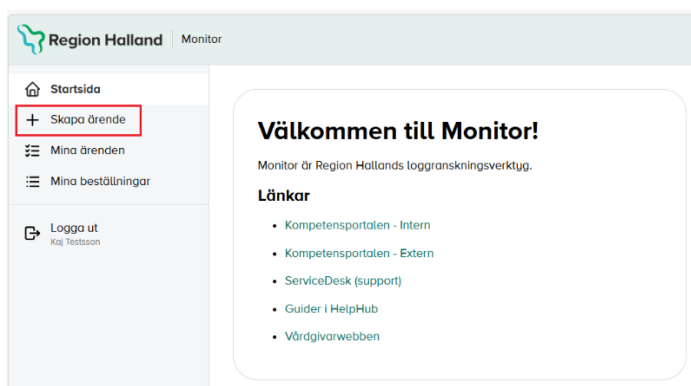 Region Halland Monitor
Startsida
Skapa ärende
Mina ärenden
Mina beställningar
Logga ut
Kaj Testsson
Välkommen till Monitor!
Monitor är Region Hallands loggranskningsverktyg.
Länkar
Kompetensportalen - Intern
Kompetensportalen - Extern
ServiceDesk (support)
Guider i HelpHub
Vårdgivarwebben